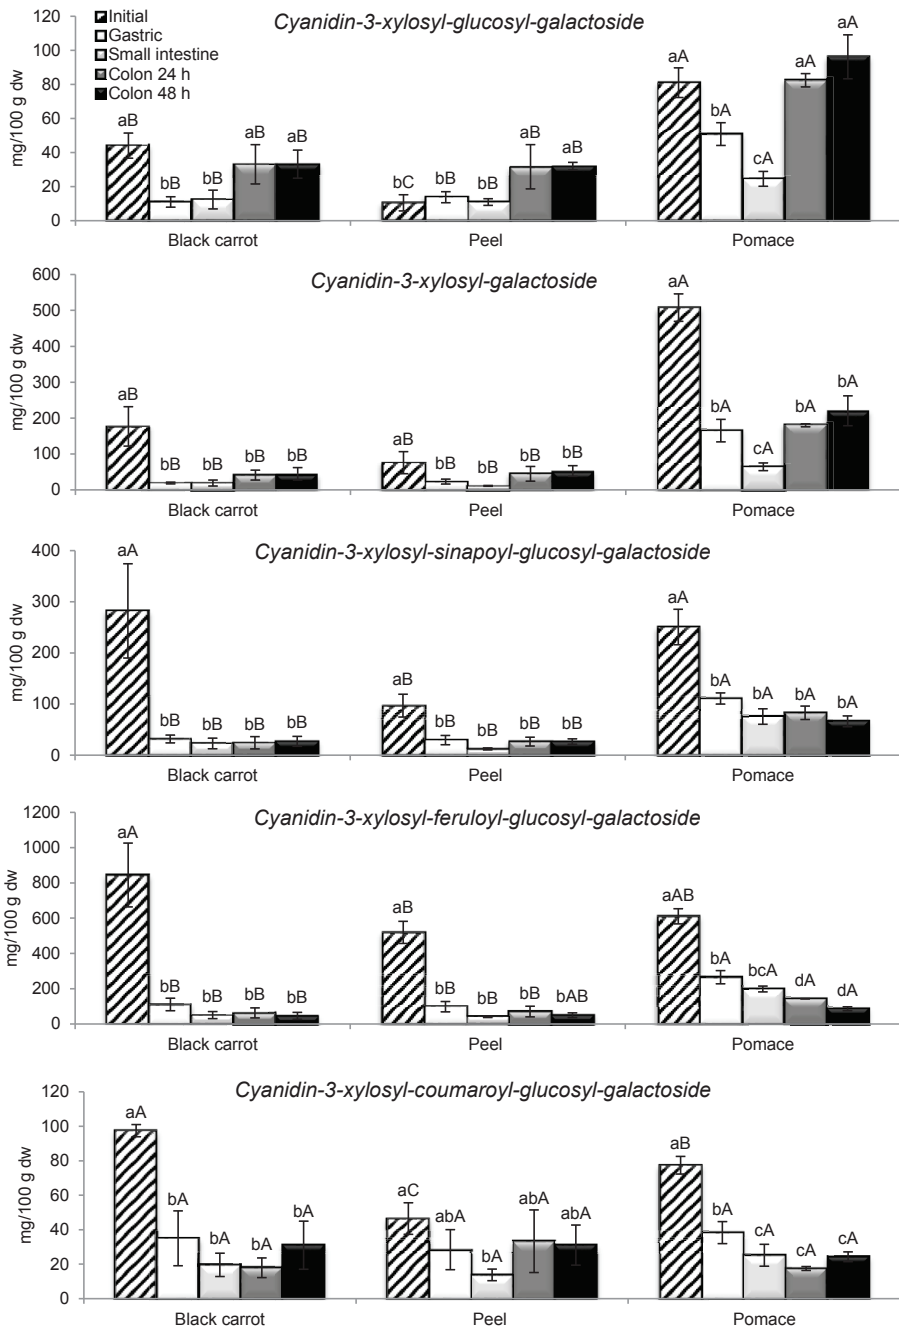 Cyanidin-3-xylosyl-glucosyl-galactoside
Initial
Gastric
Small intestine
Colon 24 h
Colon 48 h
mg/100 g dw
120
100
80
60
40
20
0
aB bB bB aB aB
bC bB bB aB aB
aA bA cA aA aA
Black carrot Peel Pomace
Cyanidin-3-xylosyl-galactoside
mg/100 g dw
600
500
400
300
200
100
0
aB bB bB bB bB
aB bB bB bB bB
aA bA cA bA bA
Black carrot Peel Pomace
Cyanidin-3-xylosyl-sinapoyl-glucosyl-galactoside
mg/100 g dw
400
300
200
100
0
aA bB bB bB bB
aB bB bB bB bB
aA bA bA bA bA
Black carrot Peel Pomace
Cyanidin-3-xylosyl-feruloyl-glucosyl-galactoside
mg/100 g dw
1200
1000
800
600
400
200
0
aA bB bB bB bB
aB bB bB bB bAB
aAB bA bcA dA dA
Black carrot Peel Pomace
Cyanidin-3-xylosyl-coumaroyl-glucosyl-galactoside
mg/100 g dw
120
100
80
60
40
20
0
aA bA bA bA bA
aC abA bA abA abA
aB bA cA cA cA
Black carrot Peel Pomace